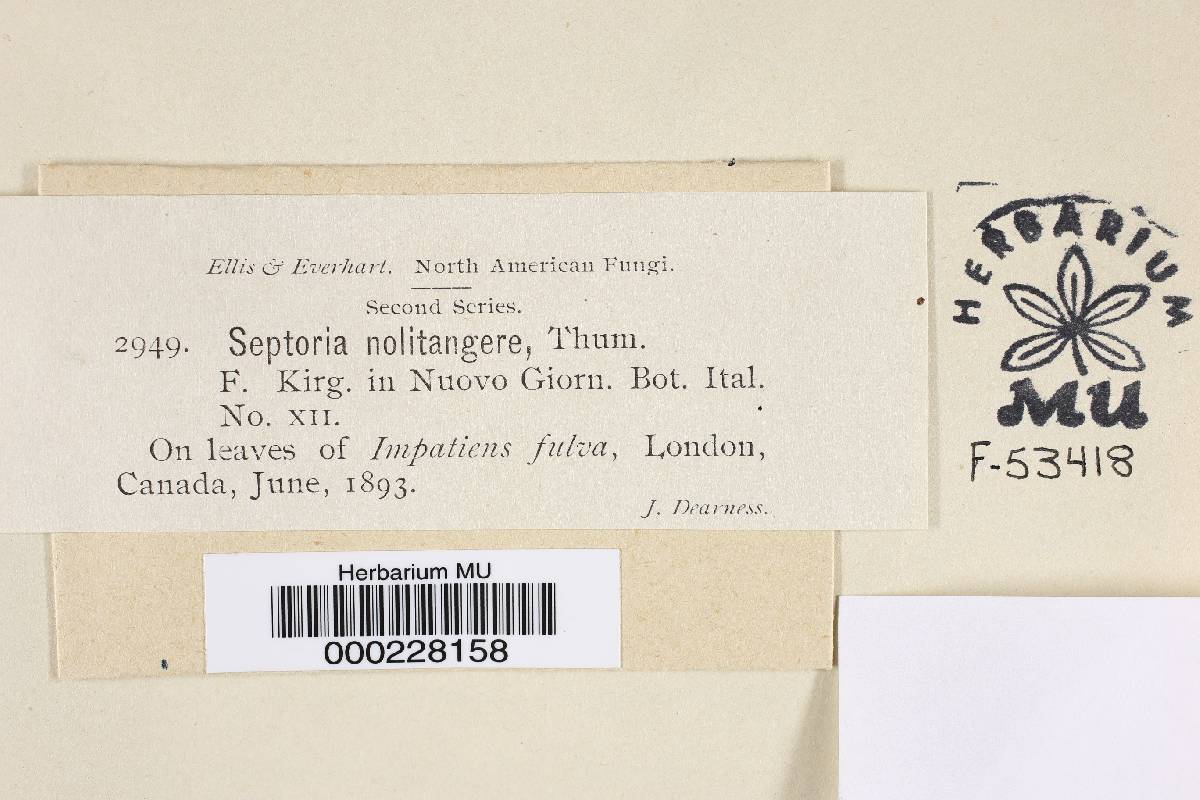 Ellis & Everhart. North American Fungi.
Second Series.
2949. Septoria nolitangere, Thum.
F. Kirg. in Nuovo Giorn. Bot. Ital.
No. XII.
On leaves of Impatiens fulva, London,
Canada, June, 1893.
J. Dearness.
HERBARIUM
MU
F-53418
Herbarium MU
000228158